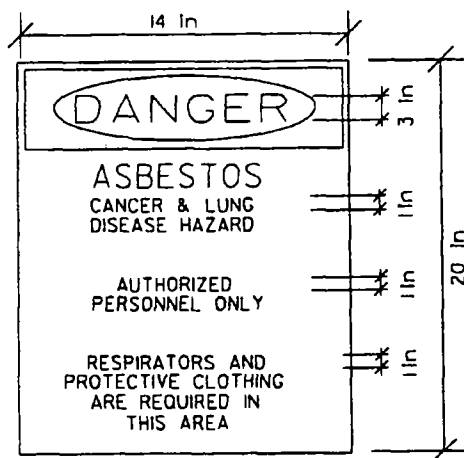 14 in
DANGER
3 in
ASBESTOS
CANCER & LUNG
DISEASE HAZARD
1 in
AUTHORIZED
PERSONNEL ONLY
1 in
20 in
RESPIRATORS AND
PROTECTIVE CLOTHING
ARE REQUIRED IN
THIS AREA
1 in